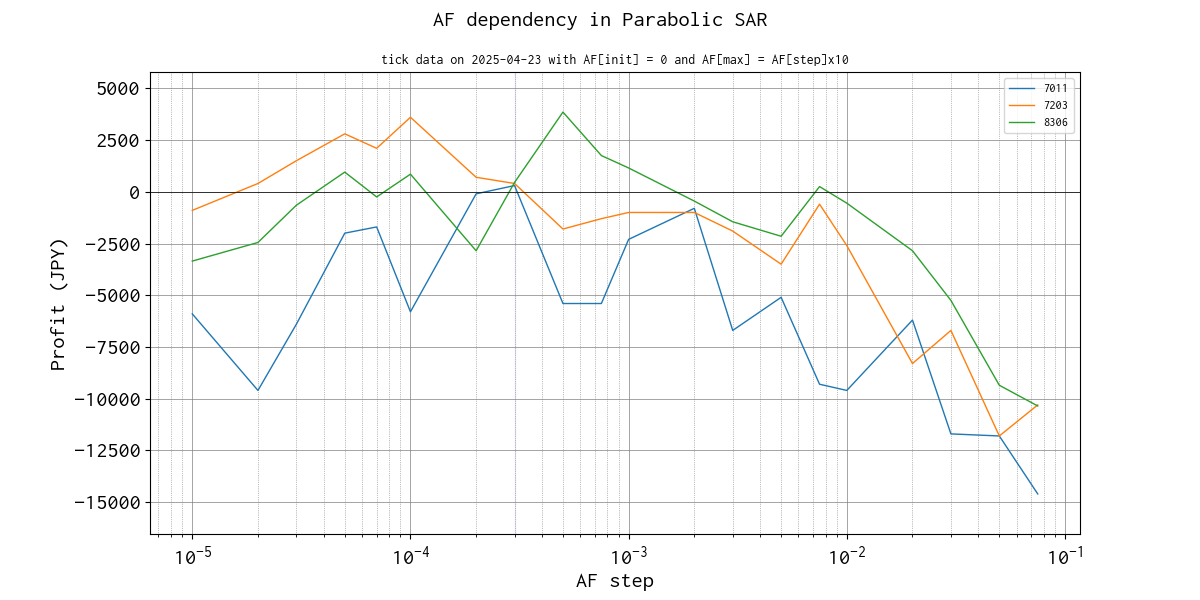 AF dependency in Parabolic SAR
tick data on 2025-04-23 with AF[init] = 0 and AF[max] = AF[step]x10
7011
7203
8306
5000
2500
0
−2500
−5000
−7500
−10000
−12500
−15000
Profit (JPY)
10⁻⁵ 10⁻⁴ 10⁻³ 10⁻² 10⁻¹
AF step